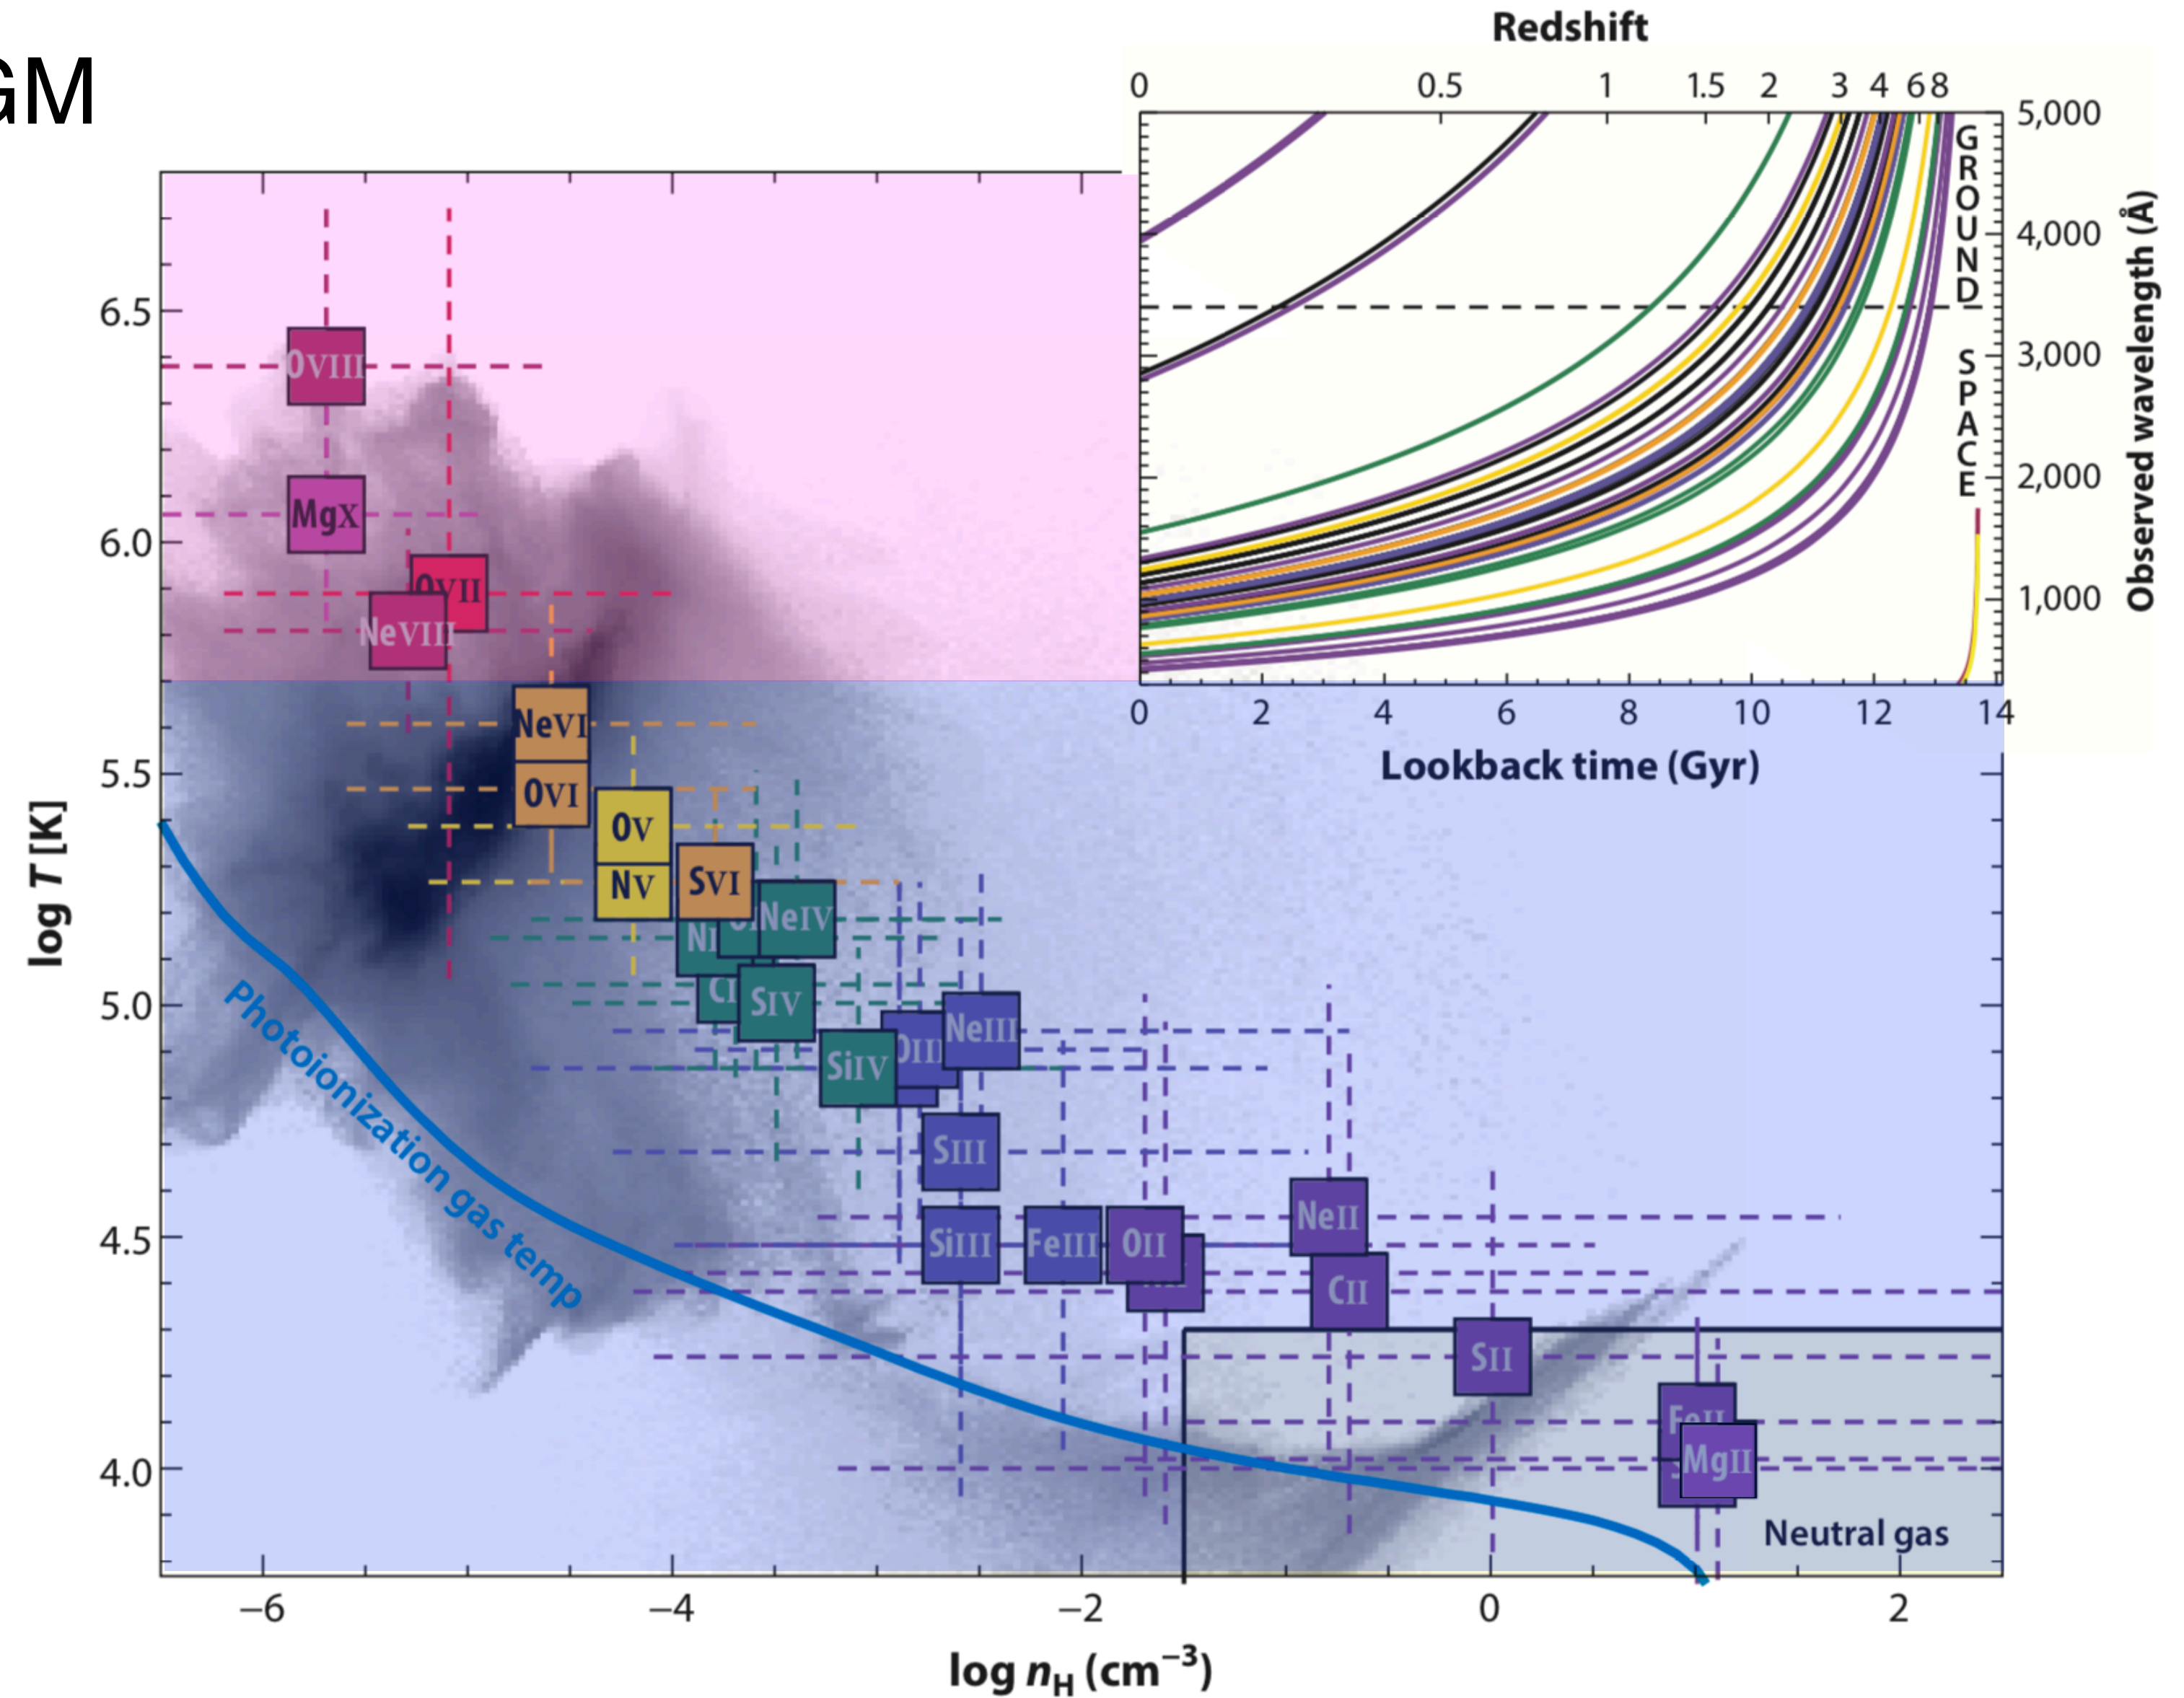 GM
Redshift
0 0.5 1 1.5 2 3 4 6 8
5,000
4,000
3,000
2,000
1,000
Observed wavelength (Å)
GROUND
SPACE
0 2 4 6 8 10 12 14
Lookback time (Gyr)
6.5
6.0
5.5
5.0
4.5
4.0
log T [K]
OVIII
MgX
OVII
NeVIII
NeVI
OVI
OV
NV
SVI
NeIV
NI
CI
SIV
SiIV
OIII
NeIII
SIII
SiIII
FeIII
OII
NeII
CII
SII
FeII
MgII
Photoionization gas temp
Neutral gas
−6 −4 −2 0 2
log nH (cm−3)